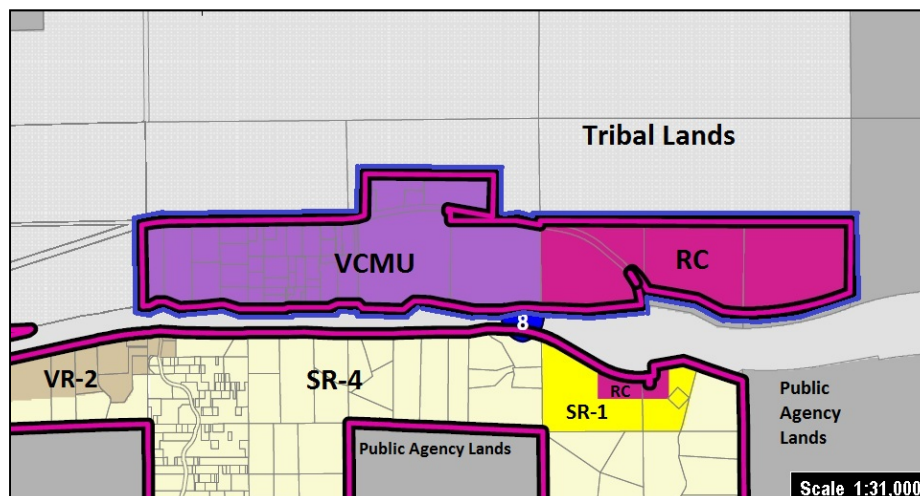 Tribal Lands
VCMU
RC
8
VR-2
SR-4
RC
SR-1
Public
Agency
Lands
Public Agency Lands
Scale 1:31,000